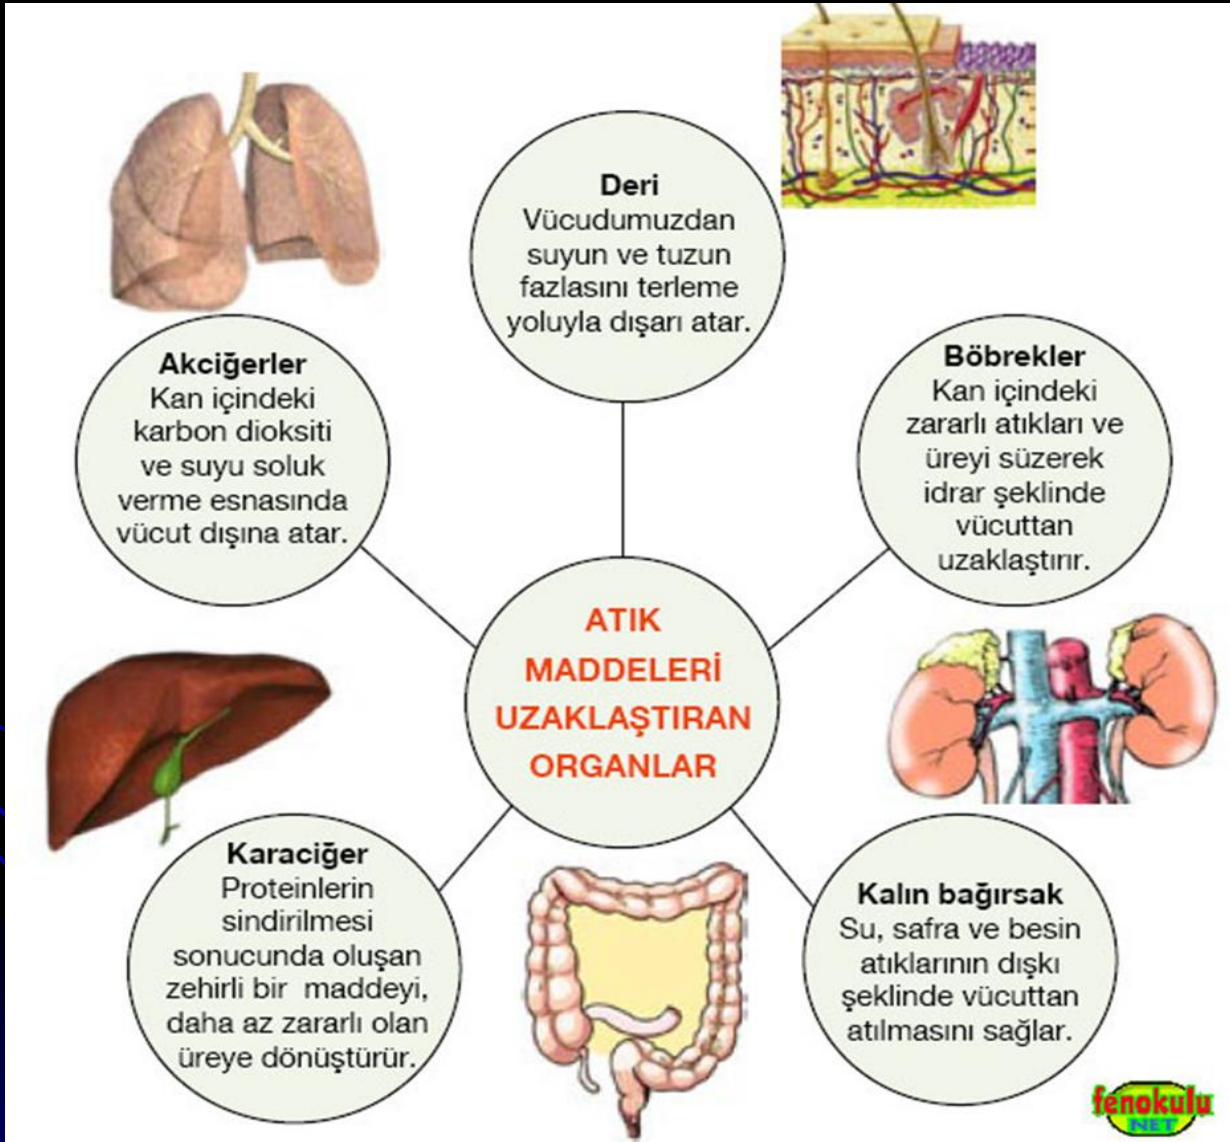 Deri
Vücudumuzdan
suyun ve tuzun
fazlasını terleme
yoluyla dışarı atar.
Akciğerler
Kan içindeki
karbon dioksiti
ve suyu soluk
verme esnasında
vücut dışına atar.
Böbrekler
Kan içindeki
zararlı atıkları ve
üreyi süzerek
idrar şeklinde
vücuttan
uzaklaştırır.
ATIK
MADDELERİ
UZAKLAŞTIRAN
ORGANLAR
Karaciğer
Proteinlerin
sindirilmesi
sonucunda oluşan
zehirli bir maddeyi,
daha az zararlı olan
üreye dönüştürür.
Kalın bağırsak
Su, safra ve besin
atıklarının dışkı
şeklinde vücuttan
atılmasını sağlar.
fenokulu
NET